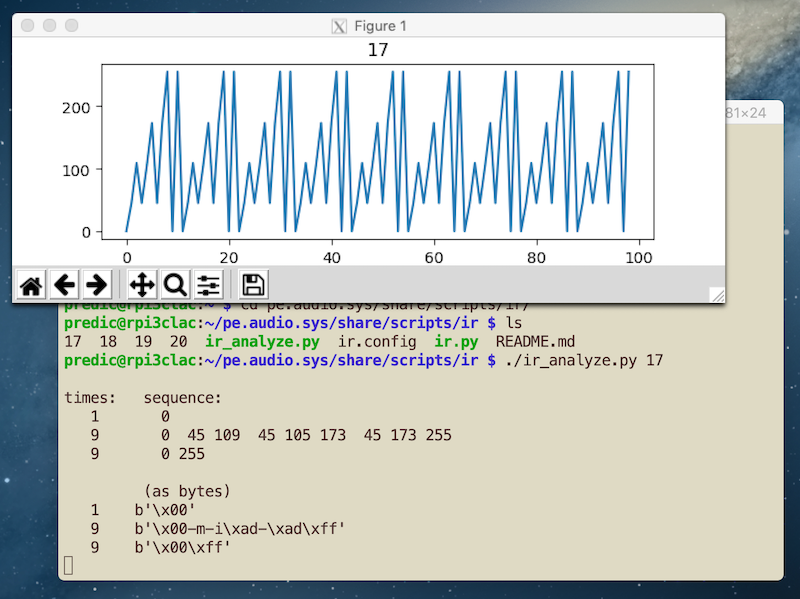 Figure 1
17
200
100
0
0 20 40 60 80 100
81×24
predic@rpi3clac:~ $ cd pe.audio.sys/share/scripts/ir/
predic@rpi3clac:~/pe.audio.sys/share/scripts/ir $ ls
17  18  19  20  ir_analyze.py  ir.config  ir.py  README.md
predic@rpi3clac:~/pe.audio.sys/share/scripts/ir $ ./ir_analyze.py 17
times:   sequence:
1       0
9       0  45 109  45 105 173  45 173 255
9       0 255
(as bytes)
1    b'\x00'
9    b'\x00-m-i\xad-\xad\xff'
9    b'\x00\xff'